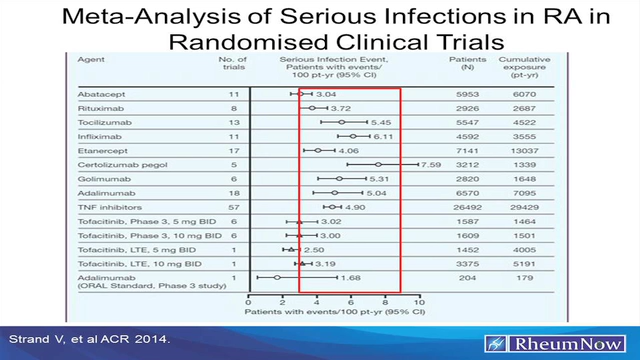 Meta-Analysis of Serious Infections in RA in
Randomised Clinical Trials
Agent No. of trials Serious Infection Event, Patients with events/ 100 pt-yr (95% CI) Patients (N) Cumulative exposure (pt-yr)
Abatacept 11 3.04 5953 6070
Rituximab 8 3.72 2926 2687
Tocilizumab 13 5.45 5547 4522
Infliximab 11 6.11 4592 3555
Etanercept 17 4.06 7141 13037
Certolizumab pegol 5 7.59 3212 1339
Golimumab 6 5.31 2820 1648
Adalimumab 18 5.04 6570 7095
TNF inhibitors 57 4.90 26492 29429
Tofacitinib, Phase 3, 5 mg BID 6 3.02 1587 1464
Tofacitinib, Phase 3, 10 mg BID 6 3.00 1609 1501
Tofacitinib, LTE, 5 mg BID 1 2.50 1452 4005
Tofacitinib, LTE, 10 mg BID 1 3.19 3375 5191
Adalimumab 1 1.68 204 179
(ORAL Standard, Phase 3 study)
0 2 4 6 8 10
Patients with events/100 pt-yr (95% CI)
Strand V, et al ACR 2014.
RheumNow